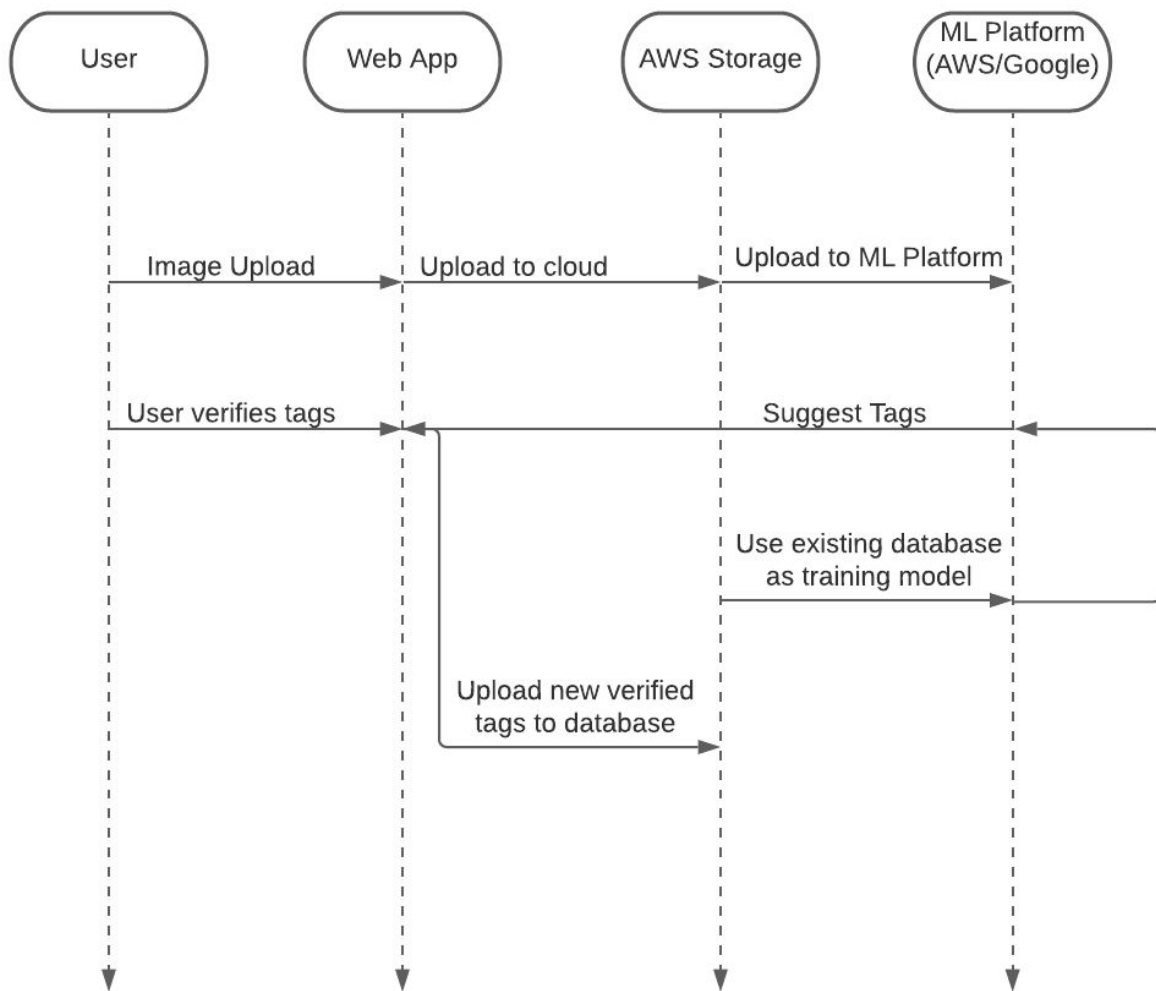 User
Web App
AWS Storage
ML Platform
(AWS/Google)
Image Upload
Upload to cloud
Upload to ML Platform
User verifies tags
Suggest Tags
Use existing database
as training model
Upload new verified
tags to database